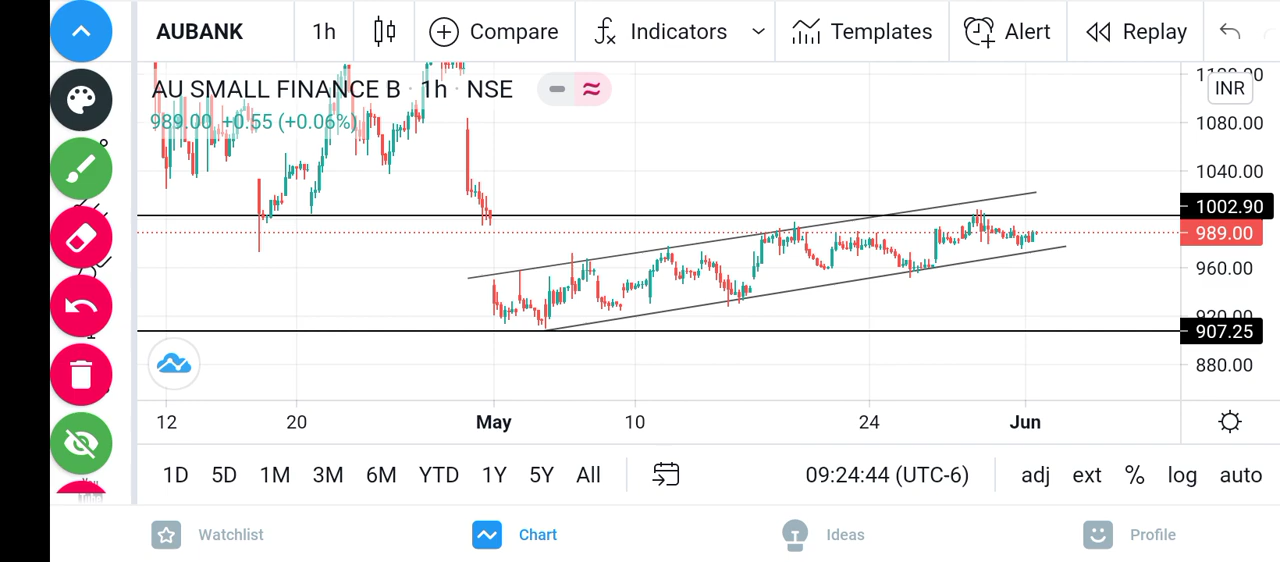 AUBANK 1h Compare Indicators Templates Alert Replay
AU SMALL FINANCE B · 1h · NSE
989.00 +0.55 (+0.06%)
INR
1080.00
1040.00
1002.90
989.00
960.00
920.00
907.25
880.00
12 20 May 10 24 Jun
1D 5D 1M 3M 6M YTD 1Y 5Y All 09:24:44 (UTC-6) adj ext % log auto
Watchlist Chart Ideas Profile